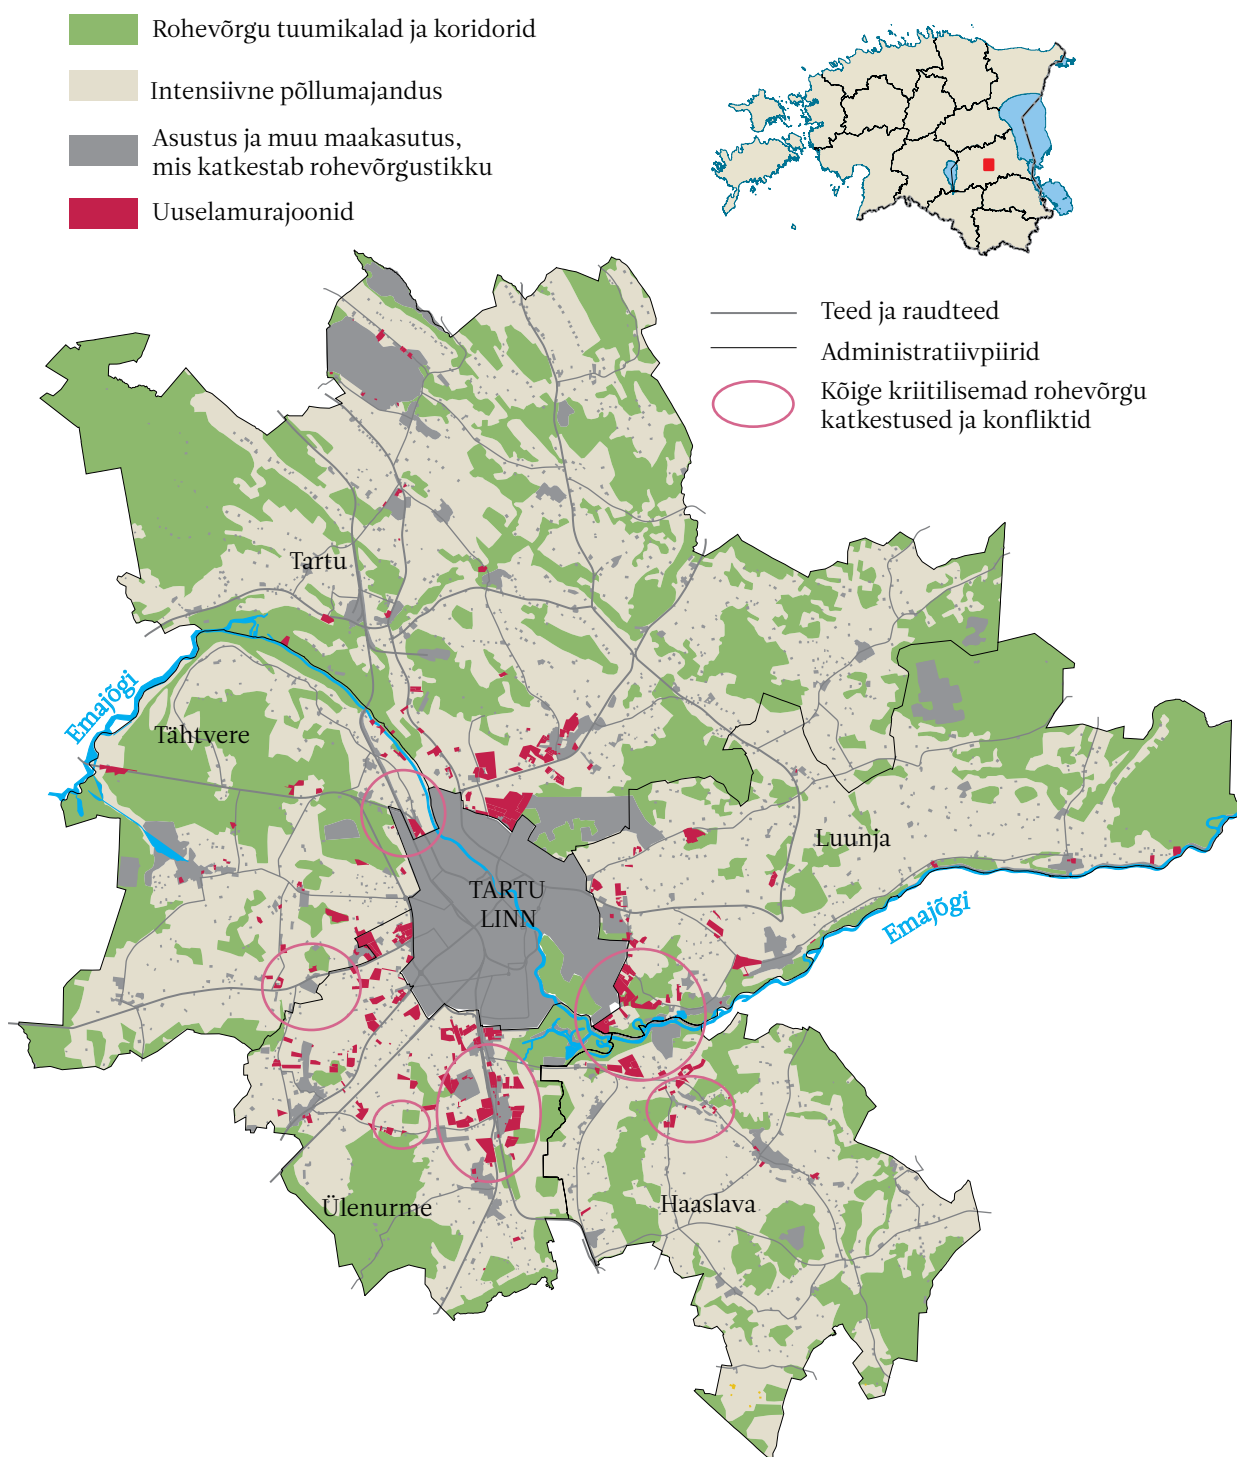 Rohevõrgu tuumikalad ja koridorid
Intensiivne põllumajandus
Asustus ja muu maakasutus,
mis katkestab rohevõrgustikku
Uuselamurajoonid
Teed ja raudteed
Administratiivpiirid
Kõige kriitilisemad rohevõrgu
katkestused ja konfliktid
Tartu
Emajõgi
Tähtvere
Luunja
TARTU
LINN
Emajõgi
Ülenurme
Haaslava